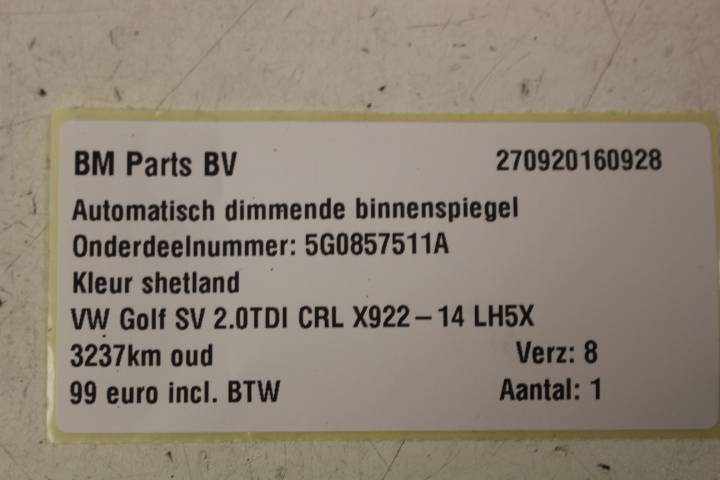 BM Parts BV 270920160928
Automatisch dimmende binnenspiegel
Onderdeelnummer: 5G0857511A
Kleur shetland
VW Golf SV 2.0TDI CRL X922-14 LH5X
3237km oud Verz: 8
99 euro incl. BTW Aantal: 1